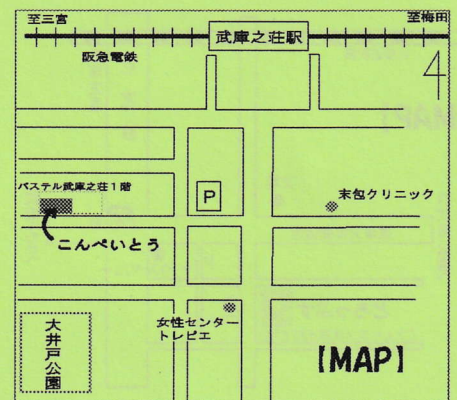 至三宮
至梅田
武庫之荘駅
阪急電鉄
パステル武庫之荘1階
P
末包クリニック
こんぺいとう
女性センター
トレピエ
大井戸公園
【MAP】